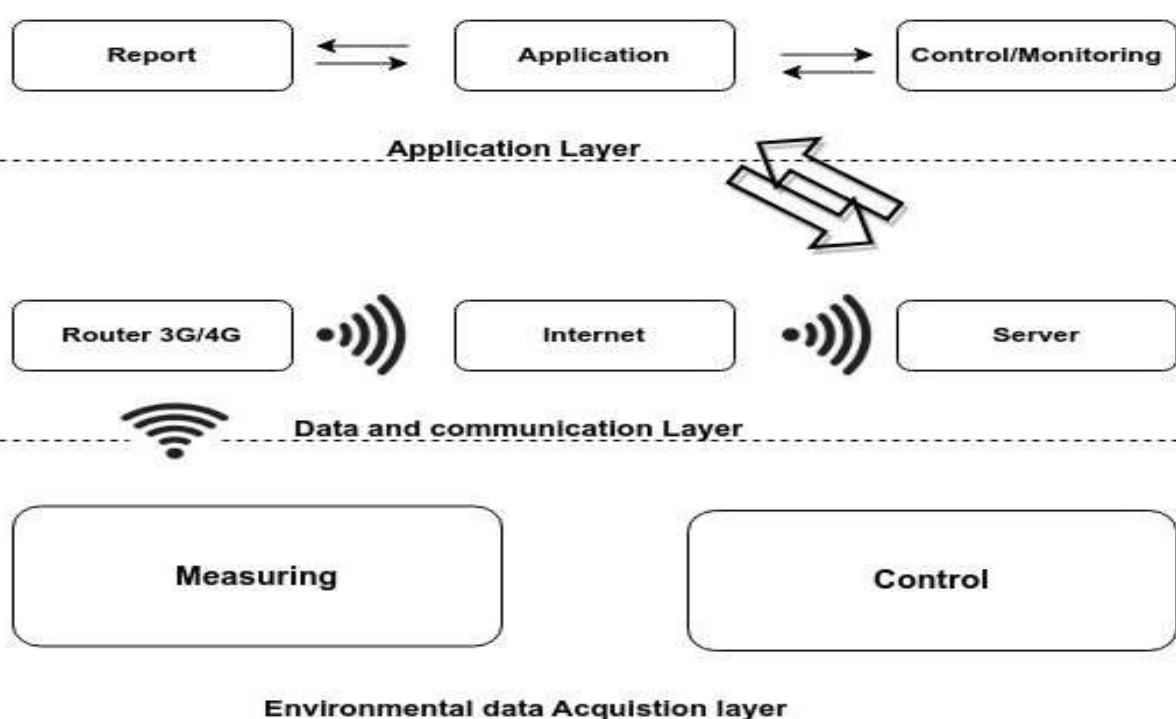 Report
Application
Control/Monitoring
Application Layer
Router 3G/4G
Internet
Server
Data and communication Layer
Measuring
Control
Environmental data Acquistion layer